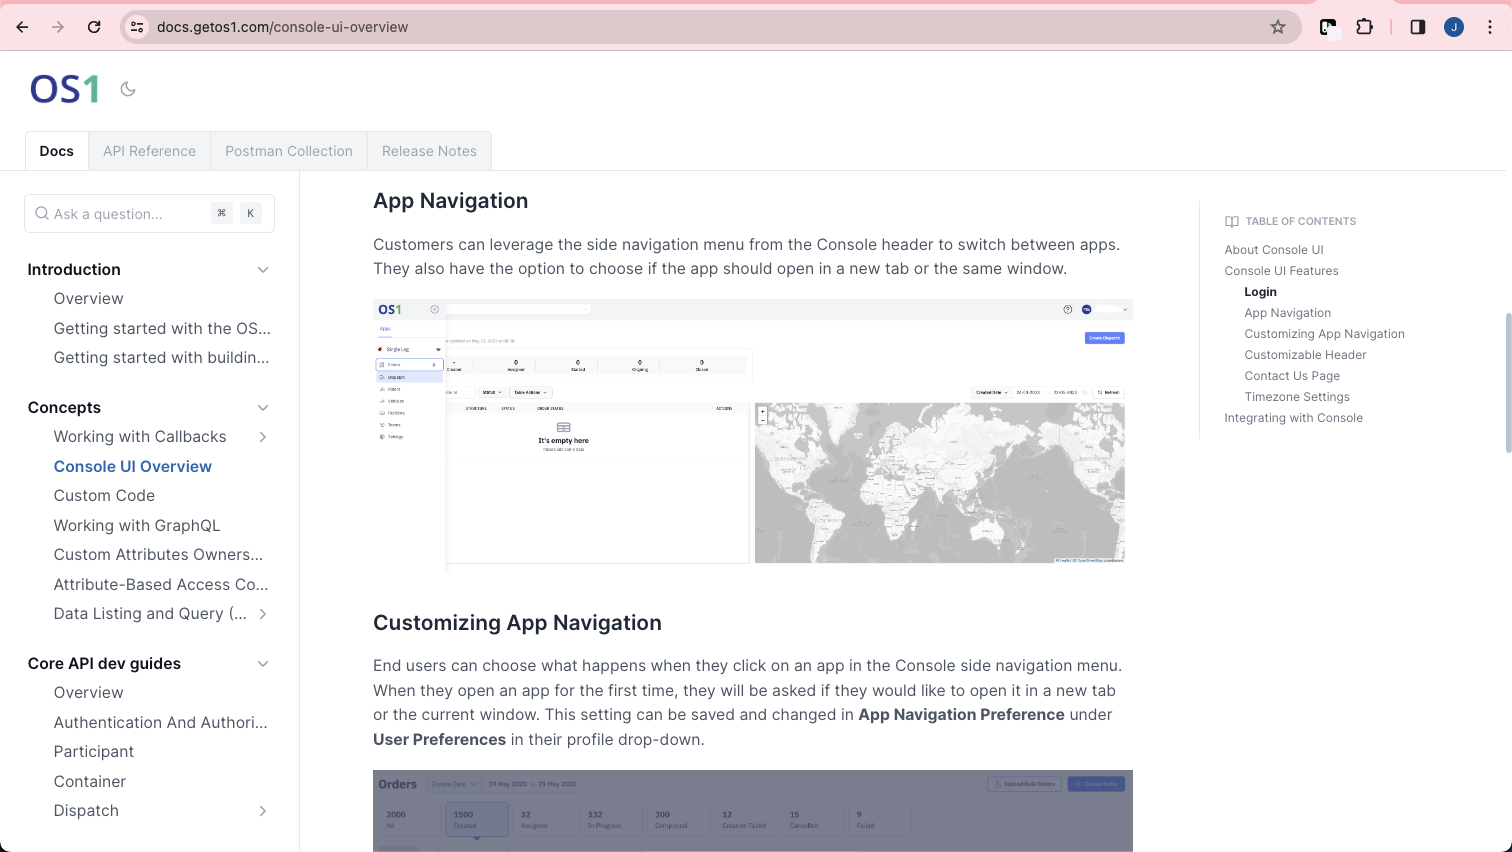 docs.getos1.com/console-ui-overview
J
OS1
Docs
API Reference
Postman Collection
Release Notes
Ask a question...
⌘
K
Introduction
Overview
Getting started with the OS...
Getting started with buildin...
Concepts
Working with Callbacks
Console UI Overview
Custom Code
Working with GraphQL
Custom Attributes Owners...
Attribute-Based Access Co...
Data Listing and Query (...
Core API dev guides
Overview
Authentication And Authori...
Participant
Container
Dispatch
App Navigation
Customers can leverage the side navigation menu from the Console header to switch between apps.
They also have the option to choose if the app should open in a new tab or the same window.
OS1
Apps
Create Dispatch
Single Leg
Orders
Dispatch
Riders
Vehicles
Facilities
Teams
Settings
- 0 0 0 0
Created Assigned Started Ongoing Closed
Status
Table Actions
Created Date
24-04-2023
23-05-2023
Refresh
STRUCTURE STATUS ORDER STATUS ACTIONS
It's empty here
Please add some data
+
−
Customizing App Navigation
End users can choose what happens when they click on an app in the Console side navigation menu.
When they open an app for the first time, they will be asked if they would like to open it in a new tab
or the current window. This setting can be saved and changed in App Navigation Preference under
User Preferences in their profile drop-down.
Orders
Create Date
29 May 2020
29 May 2020
Upload Bulk Orders
Create Order
2000 1500 32 132 300 12 15 9
All Created Assigned In Progress Completed Creation Failed Cancelled Failed
TABLE OF CONTENTS
About Console UI
Console UI Features
Login
App Navigation
Customizing App Navigation
Customizable Header
Contact Us Page
Timezone Settings
Integrating with Console